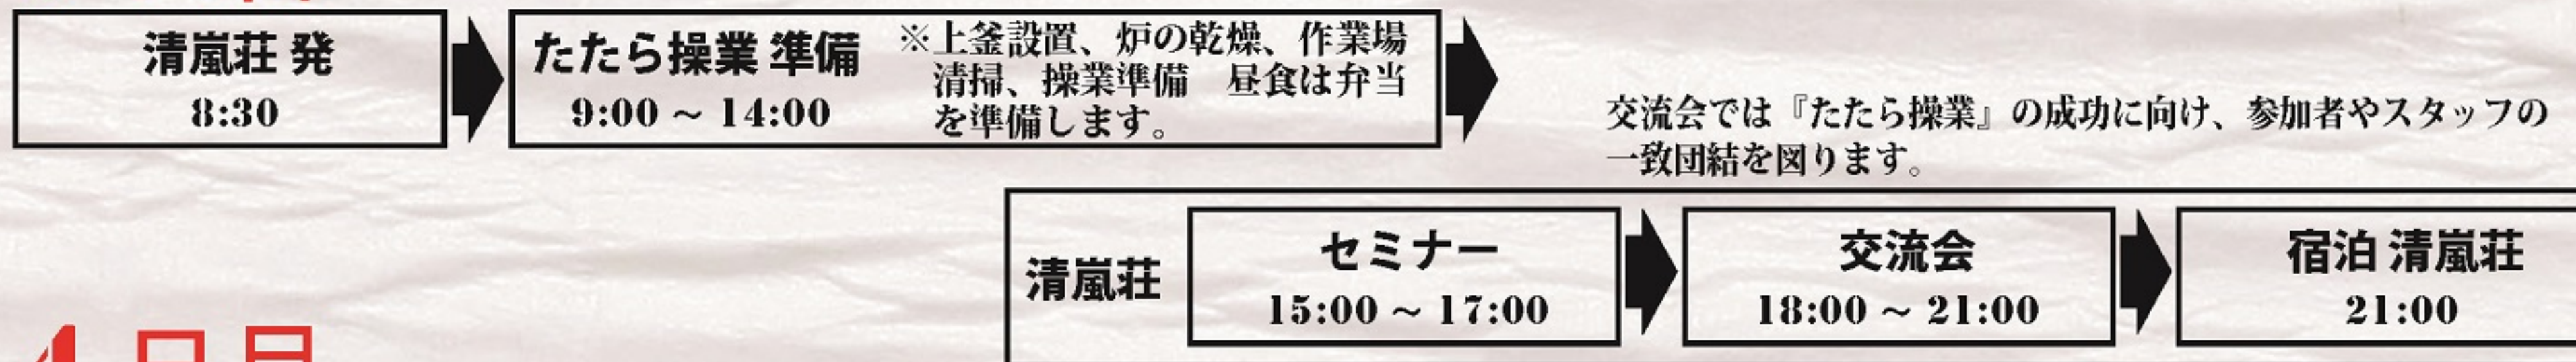 清嵐荘 発
8:30
たたら操業 準備
9:00 ～ 14:00
※上釜設置、炉の乾燥、作業場
清掃、操業準備　昼食は弁当
を準備します。
交流会では『たたら操業』の成功に向け、参加者やスタッフの
一致団結を図ります。
清嵐荘
セミナー
15:00 ～ 17:00
交流会
18:00 ～ 21:00
宿泊 清嵐荘
21:00